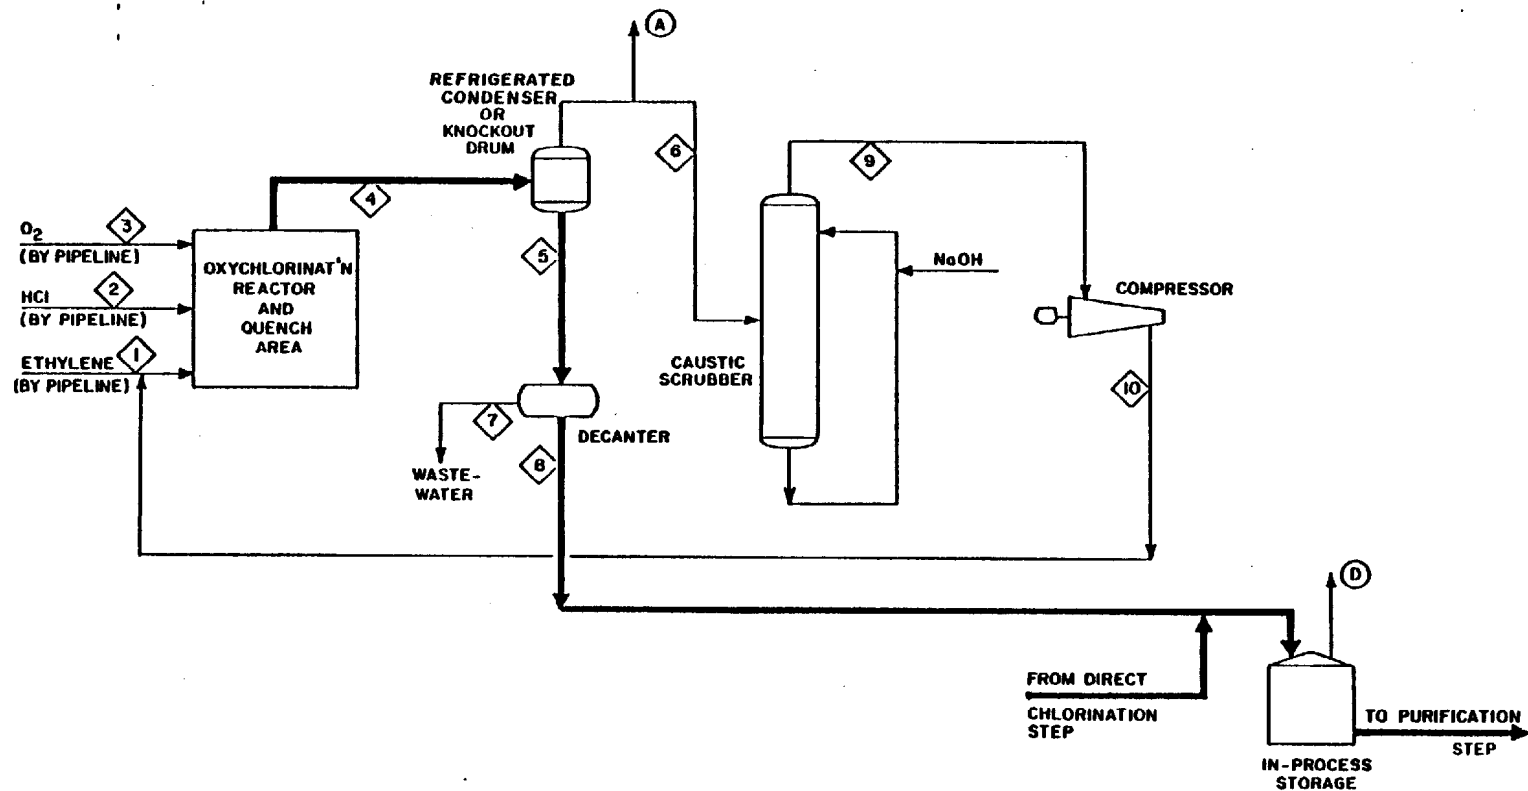 A
REFRIGERATED
CONDENSER
OR
KNOCKOUT
DRUM
6
9
4
3
O2
(BY PIPELINE)
2
HCl
(BY PIPELINE)
1
ETHYLENE
(BY PIPELINE)
OXYCHLORINAT'N
REACTOR
AND
QUENCH
AREA
5
NaOH
COMPRESSOR
CAUSTIC
SCRUBBER
10
7
DECANTER
8
WASTE-
WATER
D
FROM DIRECT
CHLORINATION
STEP
TO PURIFICATION
STEP
IN-PROCESS
STORAGE